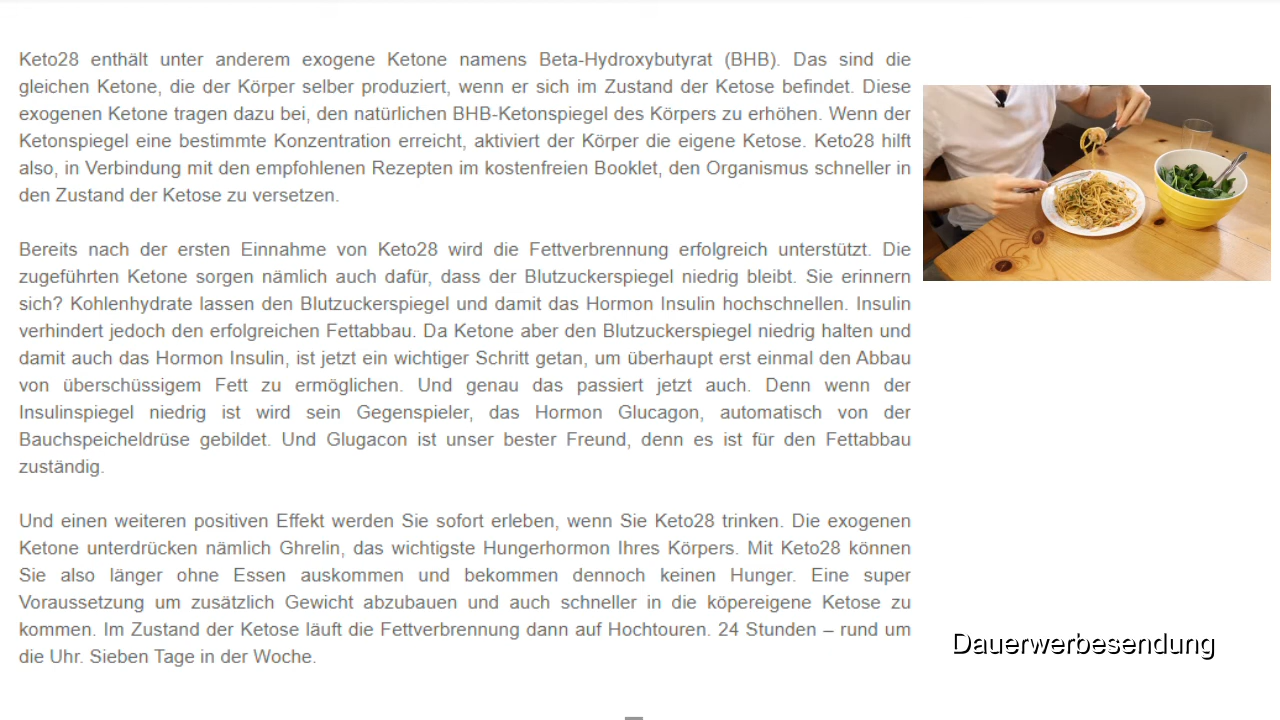 Keto28 enthält unter anderem exogene Ketone namens Beta-Hydroxybutyrat (BHB). Das sind die
gleichen Ketone, die der Körper selber produziert, wenn er sich im Zustand der Ketose befindet. Diese
exogenen Ketone tragen dazu bei, den natürlichen BHB-Ketonspiegel des Körpers zu erhöhen. Wenn der
Ketonspiegel eine bestimmte Konzentration erreicht, aktiviert der Körper die eigene Ketose. Keto28 hilft
also, in Verbindung mit den empfohlenen Rezepten im kostenfreien Booklet, den Organismus schneller in
den Zustand der Ketose zu versetzen.
Bereits nach der ersten Einnahme von Keto28 wird die Fettverbrennung erfolgreich unterstützt. Die
zugeführten Ketone sorgen nämlich auch dafür, dass der Blutzuckerspiegel niedrig bleibt. Sie erinnern
sich? Kohlenhydrate lassen den Blutzuckerspiegel und damit das Hormon Insulin hochschnellen. Insulin
verhindert jedoch den erfolgreichen Fettabbau. Da Ketone aber den Blutzuckerspiegel niedrig halten und
damit auch das Hormon Insulin, ist jetzt ein wichtiger Schritt getan, um überhaupt erst einmal den Abbau
von überschüssigem Fett zu ermöglichen. Und genau das passiert jetzt auch. Denn wenn der
Insulinspiegel niedrig ist wird sein Gegenspieler, das Hormon Glucagon, automatisch von der
Bauchspeicheldrüse gebildet. Und Glugacon ist unser bester Freund, denn es ist für den Fettabbau
zuständig.
Und einen weiteren positiven Effekt werden Sie sofort erleben, wenn Sie Keto28 trinken. Die exogenen
Ketone unterdrücken nämlich Ghrelin, das wichtigste Hungerhormon Ihres Körpers. Mit Keto28 können
Sie also länger ohne Essen auskommen und bekommen dennoch keinen Hunger. Eine super
Voraussetzung um zusätzlich Gewicht abzubauen und auch schneller in die köpereigene Ketose zu
kommen. Im Zustand der Ketose läuft die Fettverbrennung dann auf Hochtouren. 24 Stunden – rund um
die Uhr. Sieben Tage in der Woche.
Dauerwerbesendung